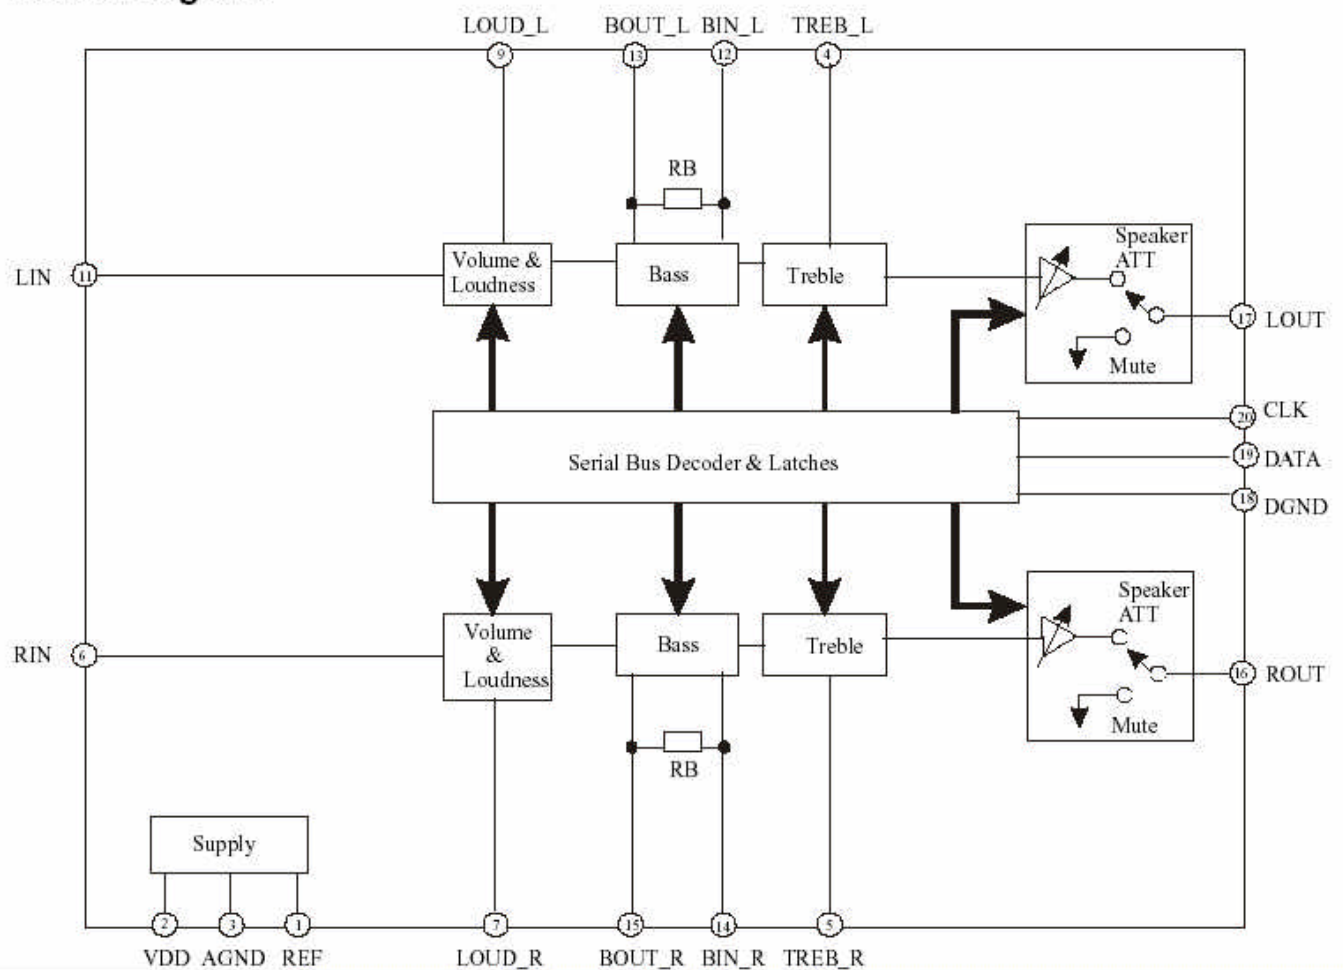 LOUD_L BOUT_L BIN_L TREB_L
9 13 12 4
RB
Volume & Loudness
Bass
Treble
Speaker ATT
Mute
LIN 11
17 LOUT
20 CLK
Serial Bus Decoder & Latches
19 DATA
18 DGND
Volume & Loudness
Bass
Treble
Speaker ATT
Mute
RIN 6
16 ROUT
RB
Supply
2 3 1 7 15 14 5
VDD AGND REF LOUD_R BOUT_R BIN_R TREB_R